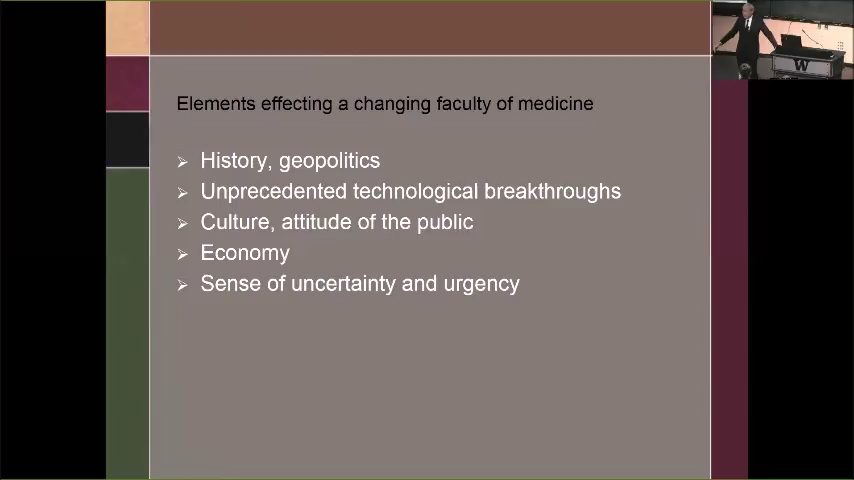 Elements effecting a changing faculty of medicine
History, geopolitics
Unprecedented technological breakthroughs
Culture, attitude of the public
Economy
Sense of uncertainty and urgency
W